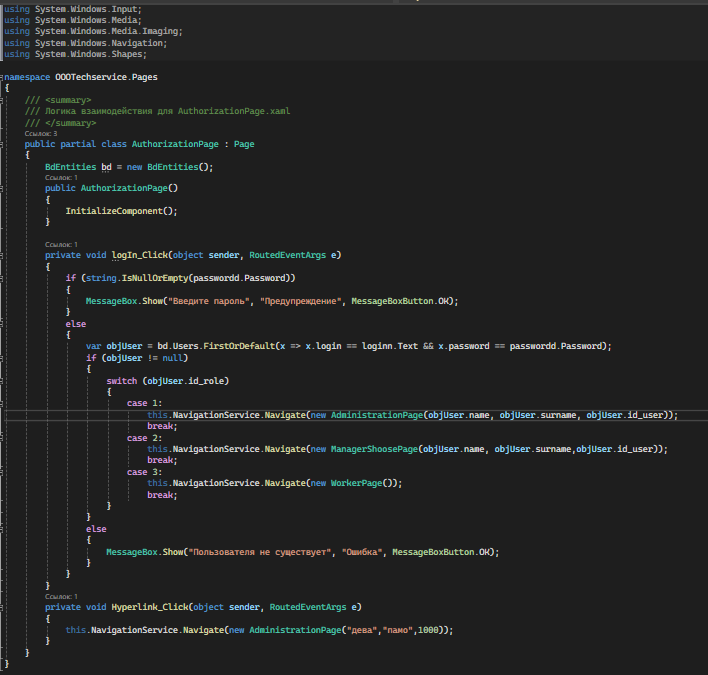 using System.Windows.Input;
using System.Windows.Media;
using System.Windows.Media.Imaging;
using System.Windows.Navigation;
using System.Windows.Shapes;
namespace OOOTechservice.Pages
{
/// <summary>
/// Логика взаимодействия для AuthorizationPage.xaml
/// </summary>
Ссылок: 3
public partial class AuthorizationPage : Page
{
BdEntities bd = new BdEntities();
Ссылок: 1
public AuthorizationPage()
{
InitializeComponent();
}
Ссылок: 1
private void logIn_Click(object sender, RoutedEventArgs e)
{
if (string.IsNullOrEmpty(passwordd.Password))
{
MessageBox.Show("Введите пароль", "Предупреждение", MessageBoxButton.OK);
}
else
{
var objUser = bd.Users.FirstOrDefault(x => x.login == loginn.Text && x.password == passwordd.Password);
if (objUser != null)
{
switch (objUser.id_role)
{
case 1:
this.NavigationService.Navigate(new AdministrationPage(objUser.name, objUser.surname, objUser.id_user));
break;
case 2:
this.NavigationService.Navigate(new ManagerShoosePage(objUser.name, objUser.surname,objUser.id_user));
break;
case 3:
this.NavigationService.Navigate(new WorkerPage());
break;
}
}
else
{
MessageBox.Show("Пользователя не существует", "Ошибка", MessageBoxButton.OK);
}
}
}
Ссылок: 1
private void Hyperlink_Click(object sender, RoutedEventArgs e)
{
this.NavigationService.Navigate(new AdministrationPage("дева","памо",1000));
}
}
}